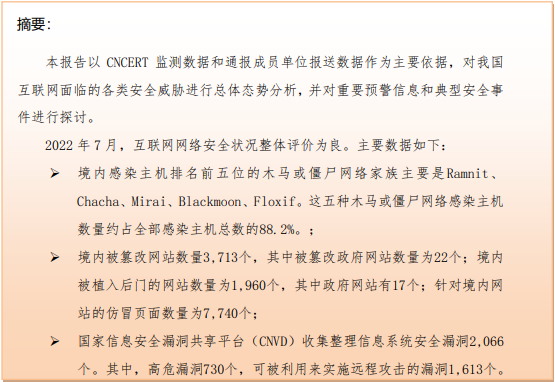 摘要：
本报告以 CNCERT 监测数据和通报成员单位报送数据作为主要依据，对我国
互联网面临的各类安全威胁进行总体态势分析，并对重要预警信息和典型安全事
件进行探讨。
2022 年 7 月，互联网网络安全状况整体评价为良。主要数据如下：
➢ 境内感染主机排名前五位的木马或僵尸网络家族主要是Ramnit、
Chacha、Mirai、Blackmoon、Floxif。这五种木马或僵尸网络感染主机
数量约占全部感染主机总数的88.2%。；
➢ 境内被篡改网站数量3,713个，其中被篡改政府网站数量为22个；境内
被植入后门的网站数量为1,960个，其中政府网站有17个；针对境内网
站的仿冒页面数量为7,740个；
➢ 国家信息安全漏洞共享平台（CNVD）收集整理信息系统安全漏洞2,066
个。其中，高危漏洞730个，可被利用来实施远程攻击的漏洞1,613个。